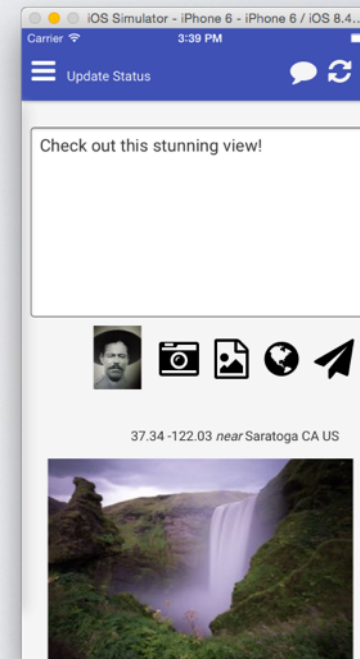 iOS Simulator - iPhone 6 - iPhone 6 / iOS 8.4...
Carrier 3:39 PM
Update Status
Check out this stunning view!
37.34 -122.03 near Saratoga CA US